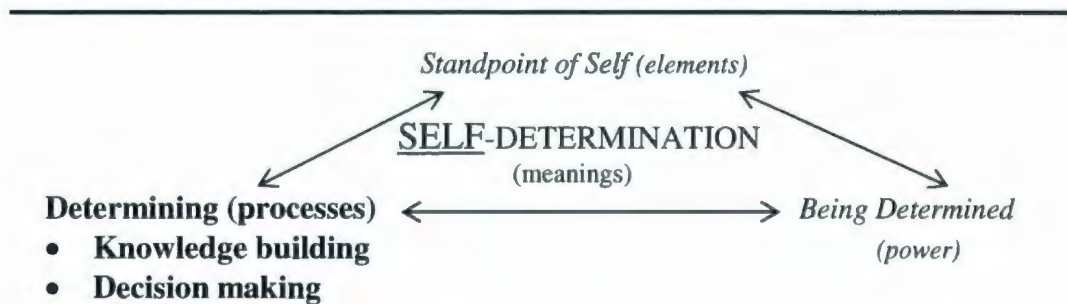 Standpoint of Self (elements)
SELF-DETERMINATION
(meanings)
Determining (processes)
Being Determined
• Knowledge building
(power)
• Decision making